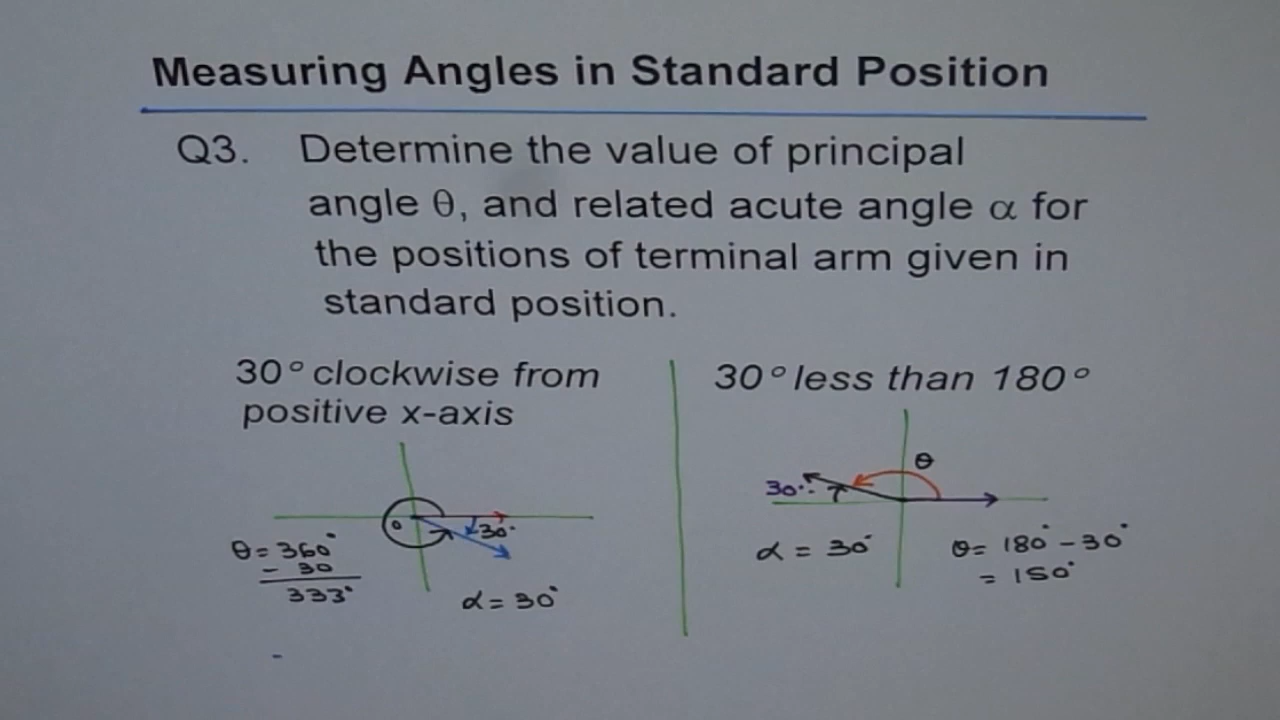 Measuring Angles in Standard Position
Q3. Determine the value of principal
angle θ, and related acute angle α for
the positions of terminal arm given in
standard position.
30° clockwise from
positive x-axis
θ
30°
θ = 360°
- 30
333°
α = 30°
30° less than 180°
θ
30°
α = 30°
θ = 180° - 30°
= 150°